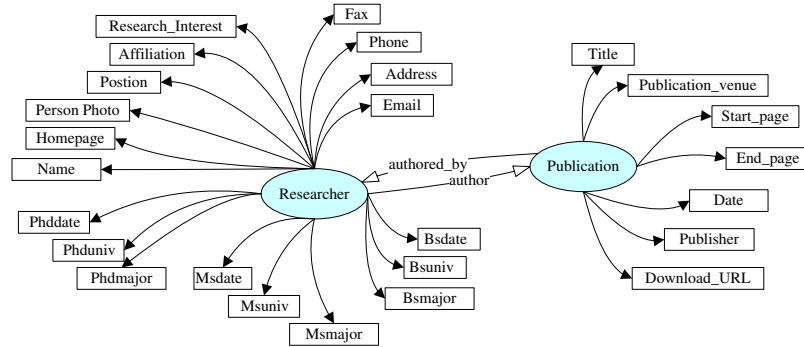 Fax
Research_Interest
Phone
Affiliation
Title
Address
Postion
Publication_venue
Email
Person Photo
Start_page
Homepage
authored_by
Publication
End_page
Name
author
Researcher
Date
Phddate
Bsdate
Publisher
Phduniv
Bsuniv
Phdmajor
Msdate
Download_URL
Bsmajor
Msuniv
Msmajor